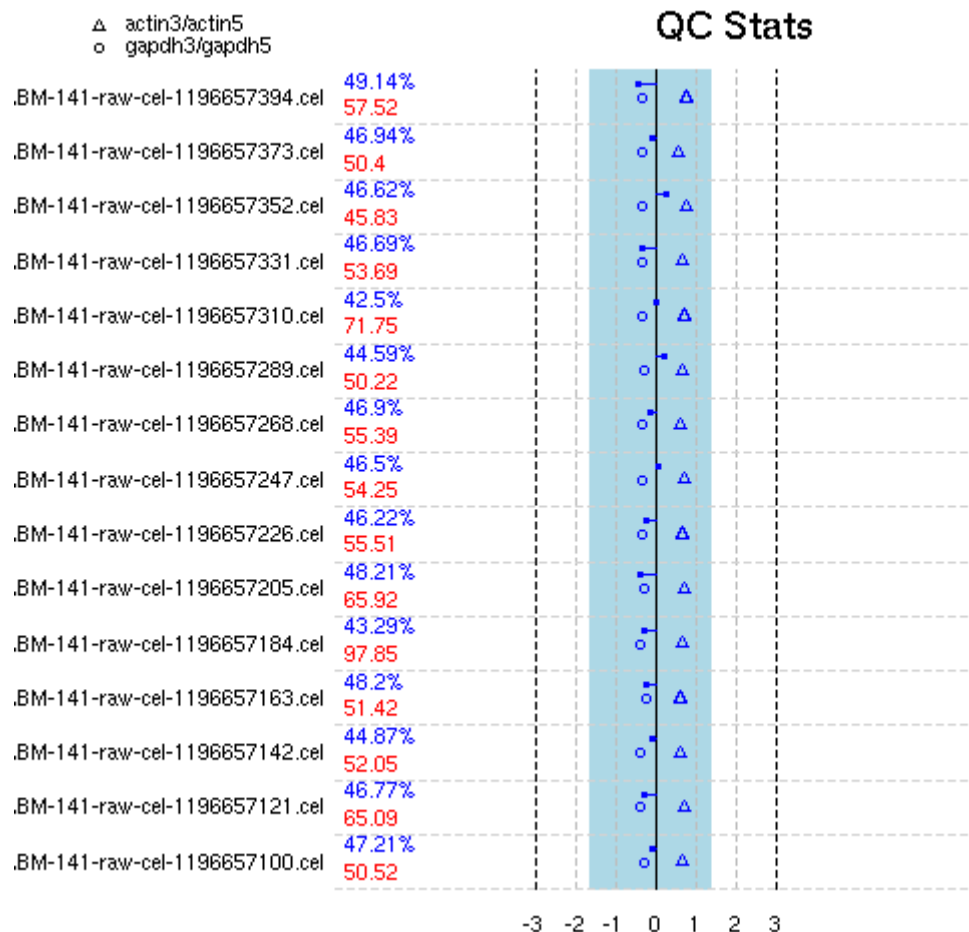 QC Stats
actin3/actin5
gapdh3/gapdh5
.BM-141-raw-cel-1196657394.cel
49.14%
57.52
.BM-141-raw-cel-1196657373.cel
46.94%
50.4
.BM-141-raw-cel-1196657352.cel
46.62%
45.83
.BM-141-raw-cel-1196657331.cel
46.69%
53.69
.BM-141-raw-cel-1196657310.cel
42.5%
71.75
.BM-141-raw-cel-1196657289.cel
44.59%
50.22
.BM-141-raw-cel-1196657268.cel
46.9%
55.39
.BM-141-raw-cel-1196657247.cel
46.5%
54.25
.BM-141-raw-cel-1196657226.cel
46.22%
55.51
.BM-141-raw-cel-1196657205.cel
48.21%
65.92
.BM-141-raw-cel-1196657184.cel
43.29%
97.85
.BM-141-raw-cel-1196657163.cel
48.2%
51.42
.BM-141-raw-cel-1196657142.cel
44.87%
52.05
.BM-141-raw-cel-1196657121.cel
46.77%
65.09
.BM-141-raw-cel-1196657100.cel
47.21%
50.52
-3 -2 -1 0 1 2 3